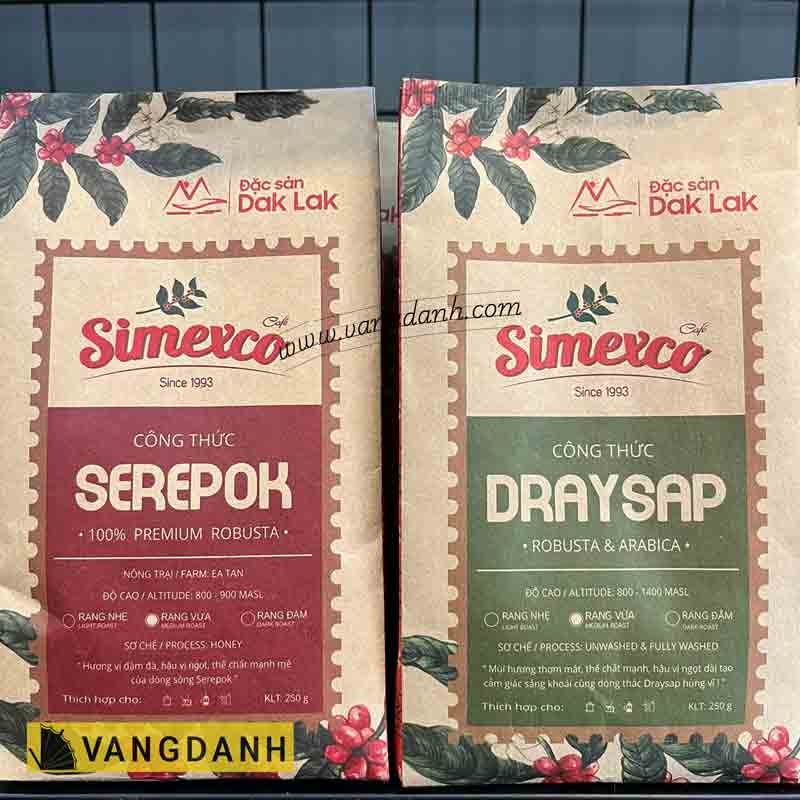 Đặc sản
Dak Lak
Simexco
Café
Since 1993
CÔNG THỨC
SEREPOK
• 100% PREMIUM ROBUSTA •
NÔNG TRẠI / FARM: EA TAN
ĐỘ CAO / ALTITUDE: 800 - 900 MASL
RANG NHẸ RANG VỪA RANG ĐẬM
LIGHT ROAST MEDIUM ROAST DARK ROAST
SƠ CHẾ / PROCESS: HONEY
" Hương vị đậm đà, hậu vị ngọt, thể chất mạnh mẽ
của dòng sông Serepok "
Thích hợp cho: KLT: 250 g
VANGDANH
www.vangdanh.com
ak
Đặc sản
Dak Lak
Simexco
Café
Since 1993
CÔNG THỨC
DRAYSAP
• ROBUSTA & ARABICA •
ĐỘ CAO / ALTITUDE: 800 - 1400 MASL
RANG NHẸ RANG VỪA RANG ĐẬM
LIGHT ROAST MEDIUM ROAST DARK ROAST
SƠ CHẾ / PROCESS: UNWASHED & FULLY WASHED
" Mùi hương thơm mát, thể chất mạnh, hậu vị ngọt dài tạo
cảm giác sảng khoái cùng dòng thác Draysap hùng vĩ ! "
Thích hợp cho: KLT: 250 g